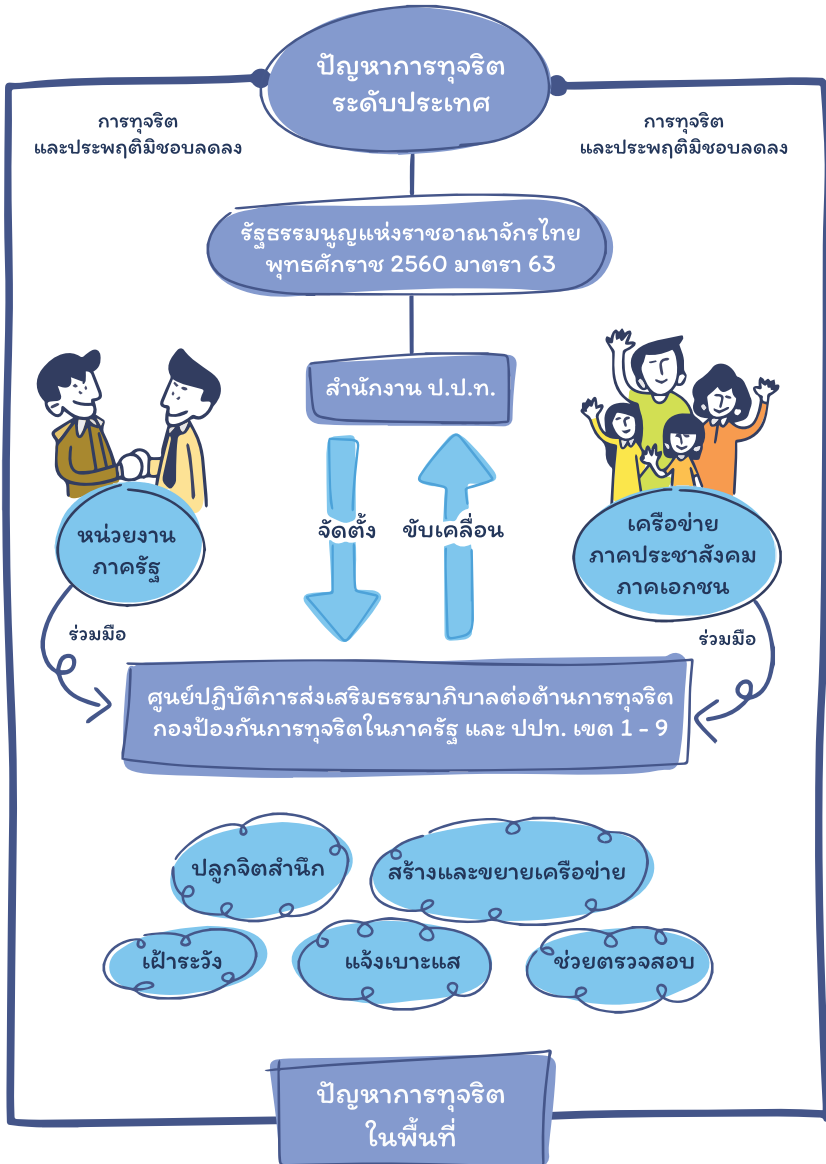 ปัญหาการทุจริต
ระดับประเทศ
การทุจริต
และประพฤติมิชอบลดลง
การทุจริต
และประพฤติมิชอบลดลง
รัฐธรรมนูญแห่งราชอาณาจักรไทย
พุทธศักราช 2560 มาตรา 63
สำนักงาน ป.ป.ท.
จัดตั้ง
ขับเคลื่อน
หน่วยงาน
ภาครัฐ
เครือข่าย
ภาคประชาสังคม
ภาคเอกชน
ร่วมมือ
ร่วมมือ
ศูนย์ปฏิบัติการส่งเสริมธรรมาภิบาลต่อต้านการทุจริต
กองป้องกันการทุจริตในภาครัฐ และ ปปท. เขต 1 - 9
ปลูกจิตสำนึก
สร้างและขยายเครือข่าย
เฝ้าระวัง
แจ้งเบาะแส
ช่วยตรวจสอบ
ปัญหาการทุจริต
ในพื้นที่